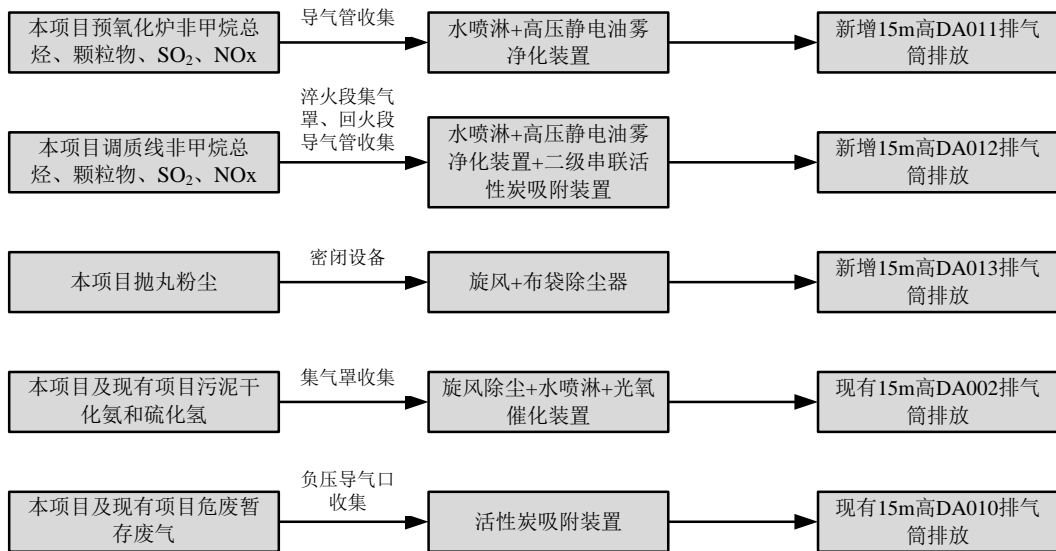 本项目预氧化炉非甲烷总
烃、颗粒物、SO₂、NOx
导气管收集
水喷淋+高压静电油雾
净化装置
新增15m高DA011排气
筒排放
本项目调质线非甲烷总
烃、颗粒物、SO₂、NOx
淬火段集气
罩、回火段
导气管收集
水喷淋+高压静电油雾
净化装置+二级串联活
性炭吸附装置
新增15m高DA012排气
筒排放
本项目抛丸粉尘
密闭设备
旋风+布袋除尘器
新增15m高DA013排气
筒排放
本项目及现有项目污泥干
化氨和硫化氢
集气罩收集
旋风除尘+水喷淋+光氧
催化装置
现有15m高DA002排气
筒排放
本项目及现有项目危废暂
存废气
负压导气口
收集
活性炭吸附装置
现有15m高DA010排气
筒排放